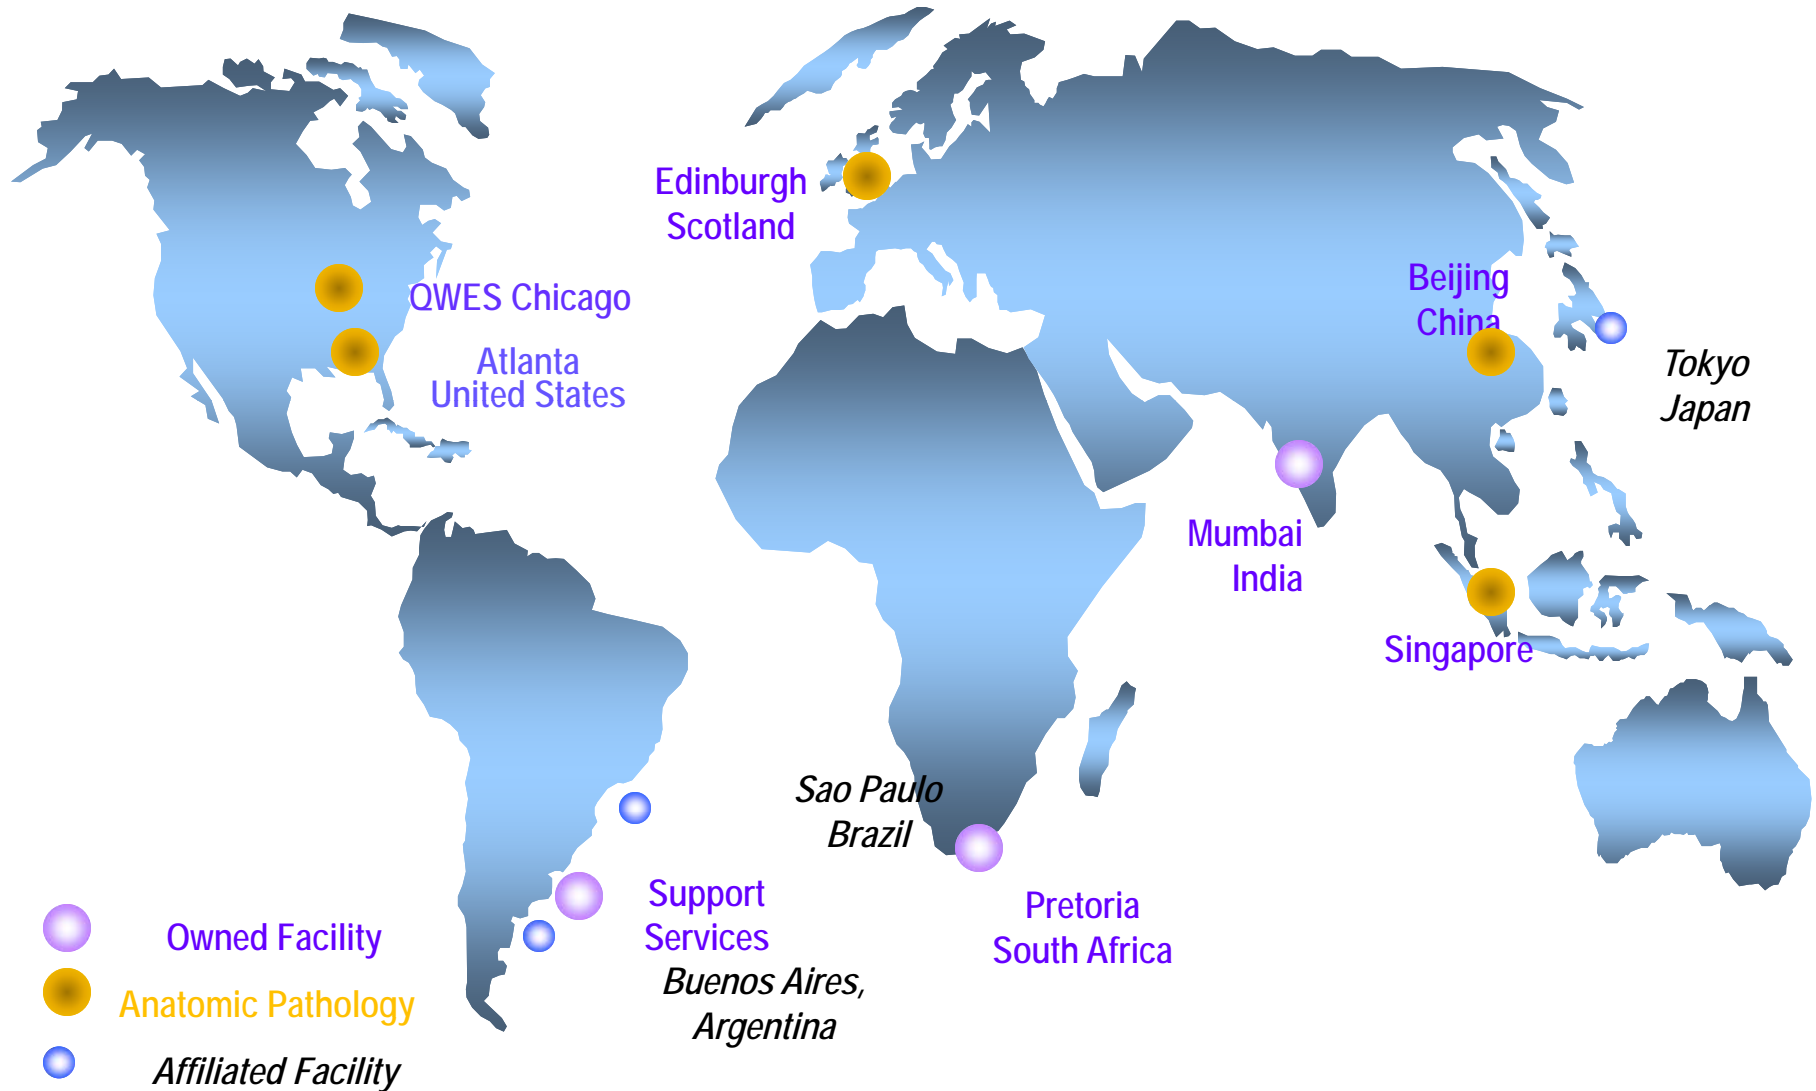 Edinburgh
Scotland
QWES Chicago
Atlanta
United States
Beijing
China
Tokyo
Japan
Mumbai
India
Singapore
Sao Paulo
Brazil
Support
Services
Buenos Aires,
Argentina
Pretoria
South Africa
Owned Facility
Anatomic Pathology
Affiliated Facility